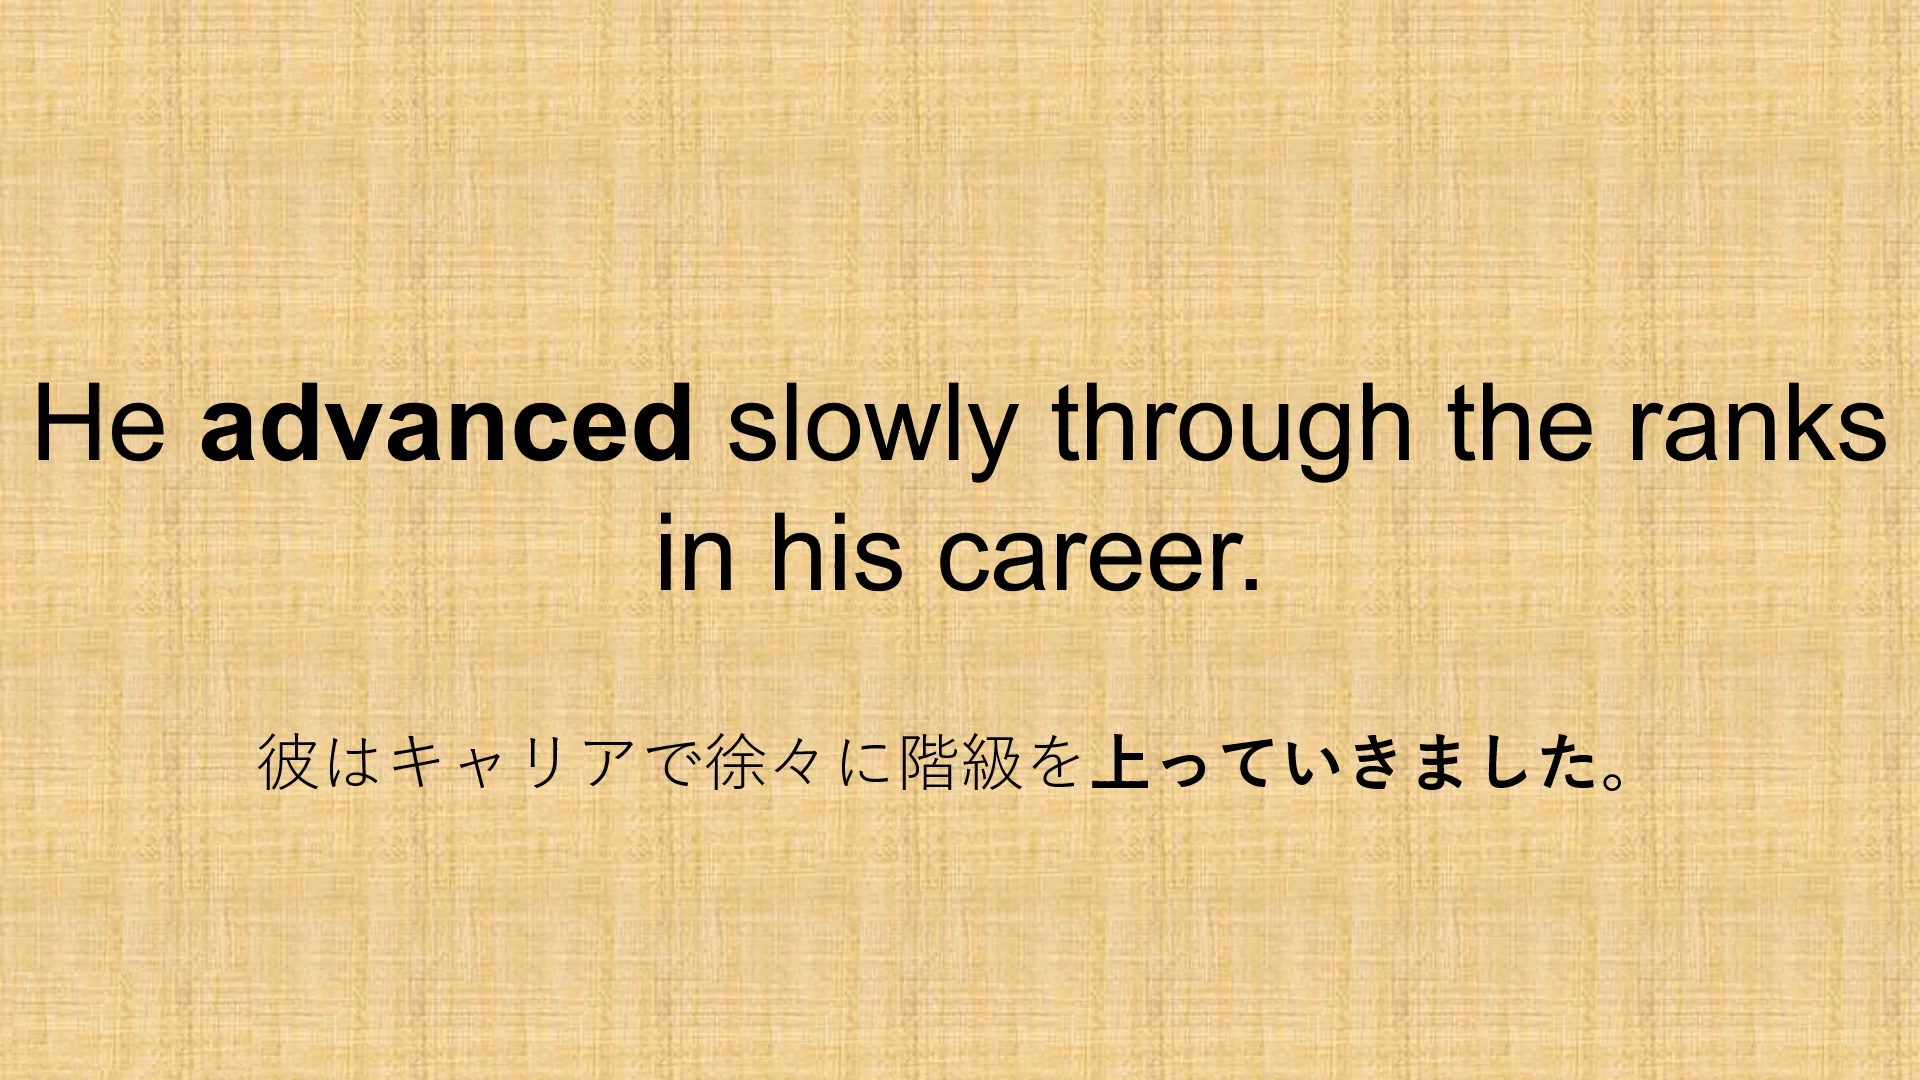 He advanced slowly through the ranks
in his career.
彼はキャリアで徐々に階級を上っていきました。